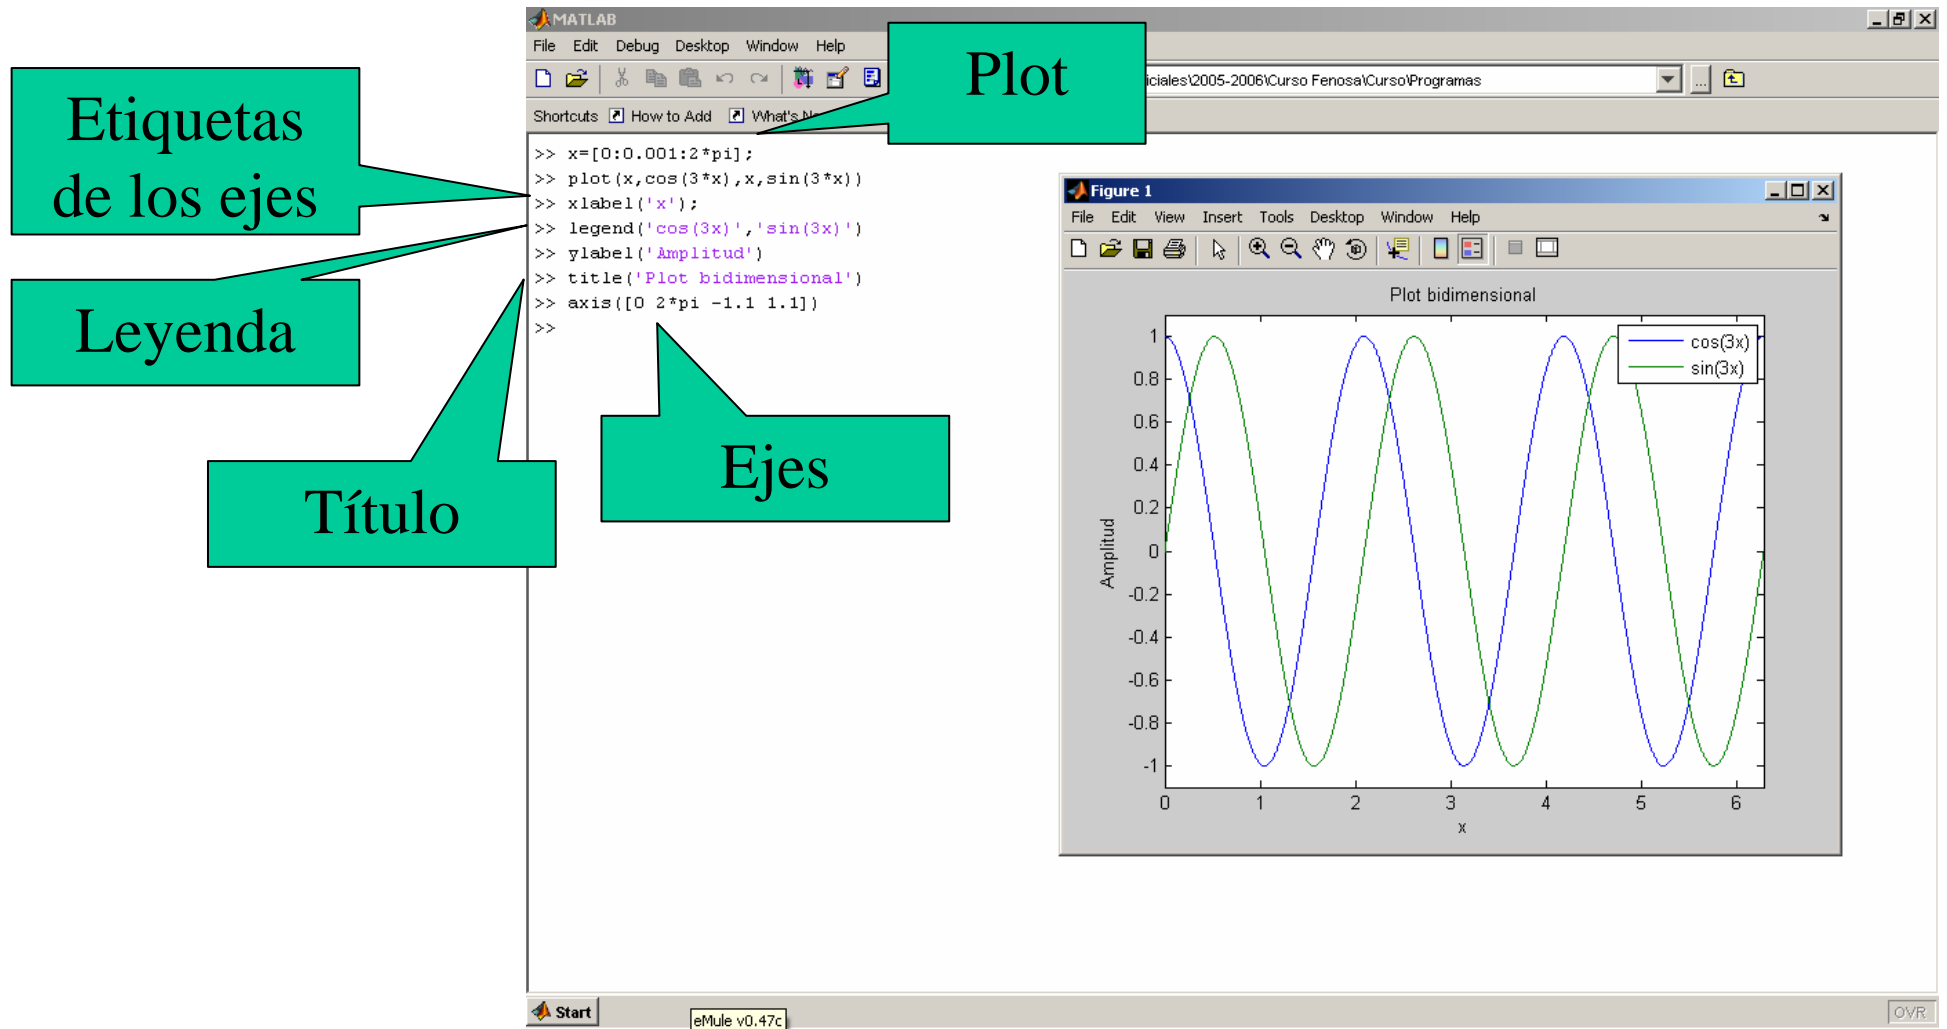 MATLAB
File Edit Debug Desktop Window Help
iciales\2005-2006\Curso Fenosa\Curso\Programas
Shortcuts How to Add What's
Plot
Etiquetas
de los ejes
Leyenda
Título
Ejes
>> x=[0:0.001:2*pi];
>> plot(x,cos(3*x),x,sin(3*x))
>> xlabel('x');
>> legend('cos(3x)','sin(3x)')
>> ylabel('Amplitud')
>> title('Plot bidimensional')
>> axis([0 2*pi -1.1 1.1])
>>
Figure 1
File Edit View Insert Tools Desktop Window Help
Plot bidimensional
cos(3x)
sin(3x)
1
0.8
0.6
0.4
0.2
0
-0.2
-0.4
-0.6
-0.8
-1
Amplitud
0 1 2 3 4 5 6
x
Start
eMule v0.47c
OVR